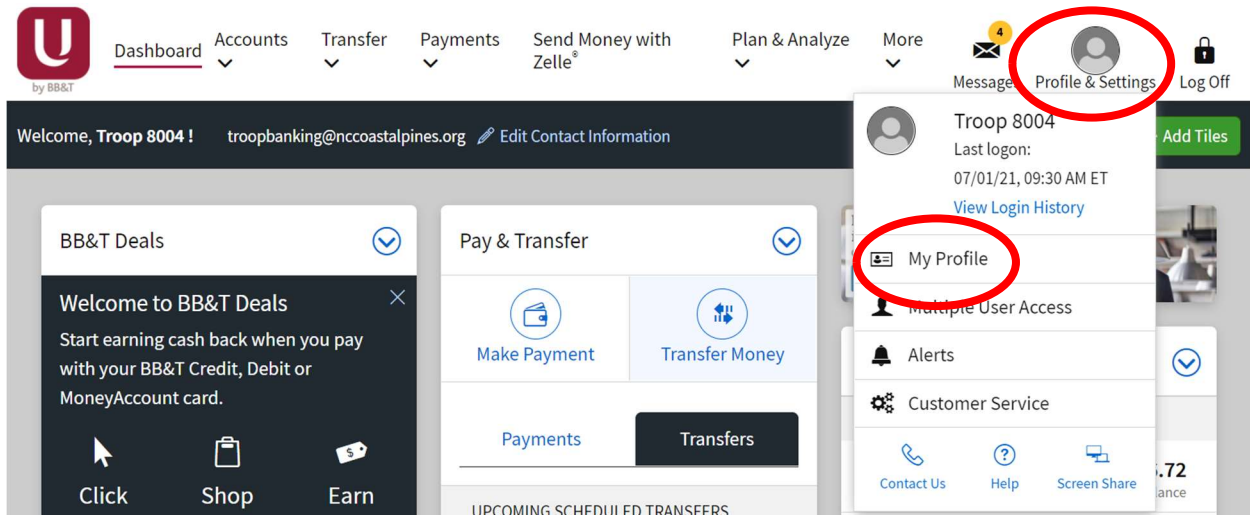 U
by BB&T
Dashboard
Accounts
Transfer
Payments
Send Money with
Zelle®
Plan & Analyze
More
4
Messages
Profile & Settings
Log Off
Welcome, Troop 8004 !
troopbanking@nccoastalpines.org
Edit Contact Information
Add Tiles
Troop 8004
Last logon:
07/01/21, 09:30 AM ET
View Login History
My Profile
Multiple User Access
Alerts
Customer Service
Contact Us
Help
Screen Share
BB&T Deals
Welcome to BB&T Deals
Start earning cash back when you pay
with your BB&T Credit, Debit or
MoneyAccount card.
Click
Shop
$
Earn
Pay & Transfer
Make Payment
Transfer Money
Payments
Transfers
UPCOMING SCHEDULED TRANSFERS
.72